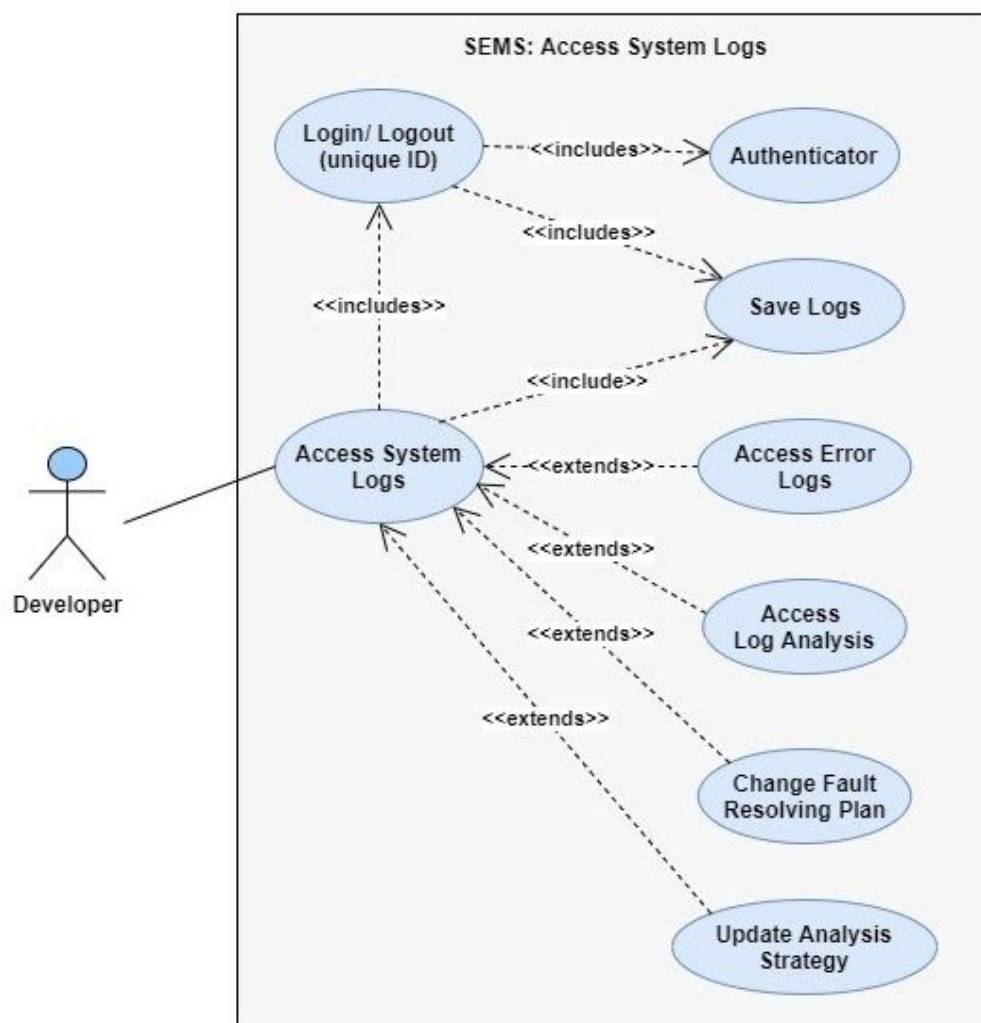 SEMS: Access System Logs
Login/ Logout
(unique ID)
<<includes>>
Authenticator
<<includes>>
Save Logs
<<includes>>
<<include>>
Access System
Logs
<<extends>>
Access Error
Logs
<<extends>>
Access
Log Analysis
Developer
<<extends>>
<<extends>>
Change Fault
Resolving Plan
Update Analysis
Strategy